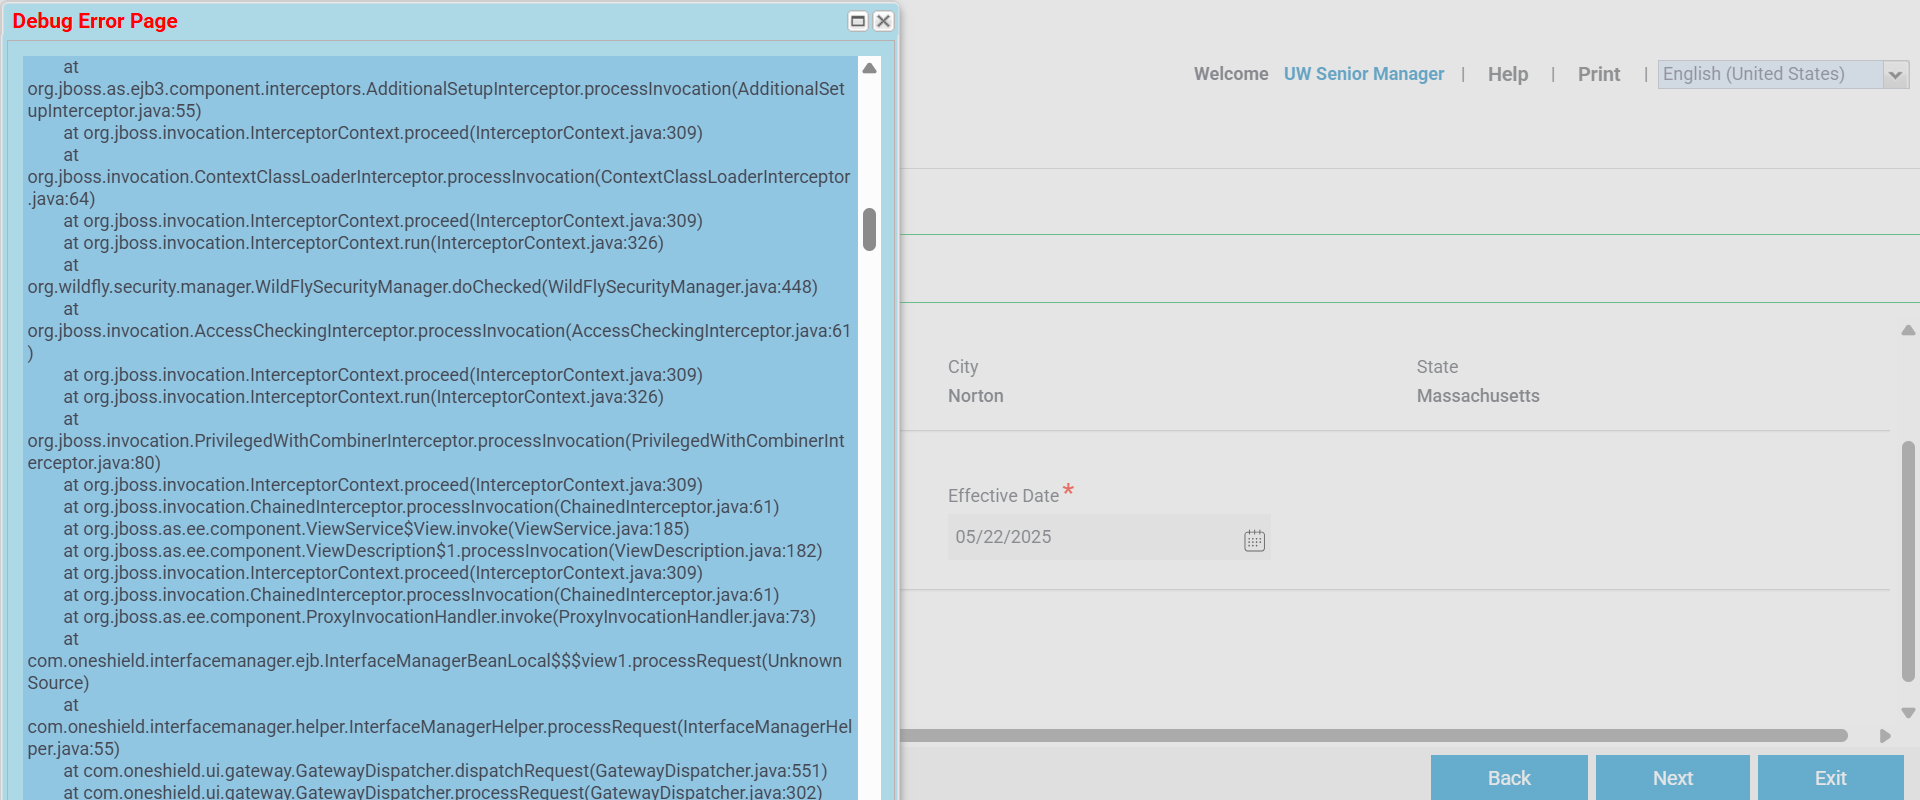 Debug Error Page
at
org.jboss.as.ejb3.component.interceptors.AdditionalSetupInterceptor.processInvocation(AdditionalSet
upInterceptor.java:55)
at org.jboss.invocation.InterceptorContext.proceed(InterceptorContext.java:309)
at
org.jboss.invocation.ContextClassLoaderInterceptor.processInvocation(ContextClassLoaderInterceptor
.java:64)
at org.jboss.invocation.InterceptorContext.proceed(InterceptorContext.java:309)
at org.jboss.invocation.InterceptorContext.run(InterceptorContext.java:326)
at
org.wildfly.security.manager.WildFlySecurityManager.doChecked(WildFlySecurityManager.java:448)
at
org.jboss.invocation.AccessCheckingInterceptor.processInvocation(AccessCheckingInterceptor.java:61
)
at org.jboss.invocation.InterceptorContext.proceed(InterceptorContext.java:309)
at org.jboss.invocation.InterceptorContext.run(InterceptorContext.java:326)
at
org.jboss.invocation.PrivilegedWithCombinerInterceptor.processInvocation(PrivilegedWithCombinerInt
erceptor.java:80)
at org.jboss.invocation.InterceptorContext.proceed(InterceptorContext.java:309)
at org.jboss.invocation.ChainedInterceptor.processInvocation(ChainedInterceptor.java:61)
at org.jboss.as.ee.component.ViewService$View.invoke(ViewService.java:185)
at org.jboss.as.ee.component.ViewDescription$1.processInvocation(ViewDescription.java:182)
at org.jboss.invocation.InterceptorContext.proceed(InterceptorContext.java:309)
at org.jboss.invocation.ChainedInterceptor.processInvocation(ChainedInterceptor.java:61)
at org.jboss.as.ee.component.ProxyInvocationHandler.invoke(ProxyInvocationHandler.java:73)
at
com.oneshield.interfacemanager.ejb.InterfaceManagerBeanLocal$$$view1.processRequest(Unknown
Source)
at
com.oneshield.interfacemanager.helper.InterfaceManagerHelper.processRequest(InterfaceManagerHel
per.java:55)
at com.oneshield.ui.gateway.GatewayDispatcher.dispatchRequest(GatewayDispatcher.java:551)
at com.oneshield.ui.gateway.GatewayDispatcher.processRequest(GatewayDispatcher.java:302)
Welcome UW Senior Manager | Help | Print | English (United States)
City State
Norton Massachusetts
Effective Date *
05/22/2025
Back Next Exit